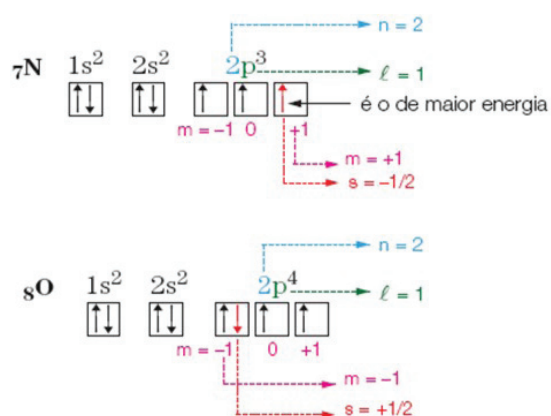 n = 2
₇N 1s² 2s² 2p³ ℓ = 1
é o de maior energia
m = –1 0 +1
m = +1
s = –1/2
n = 2
₈O 1s² 2s² 2p⁴ ℓ = 1
m = –1 0 +1
m = –1
s = +1/2